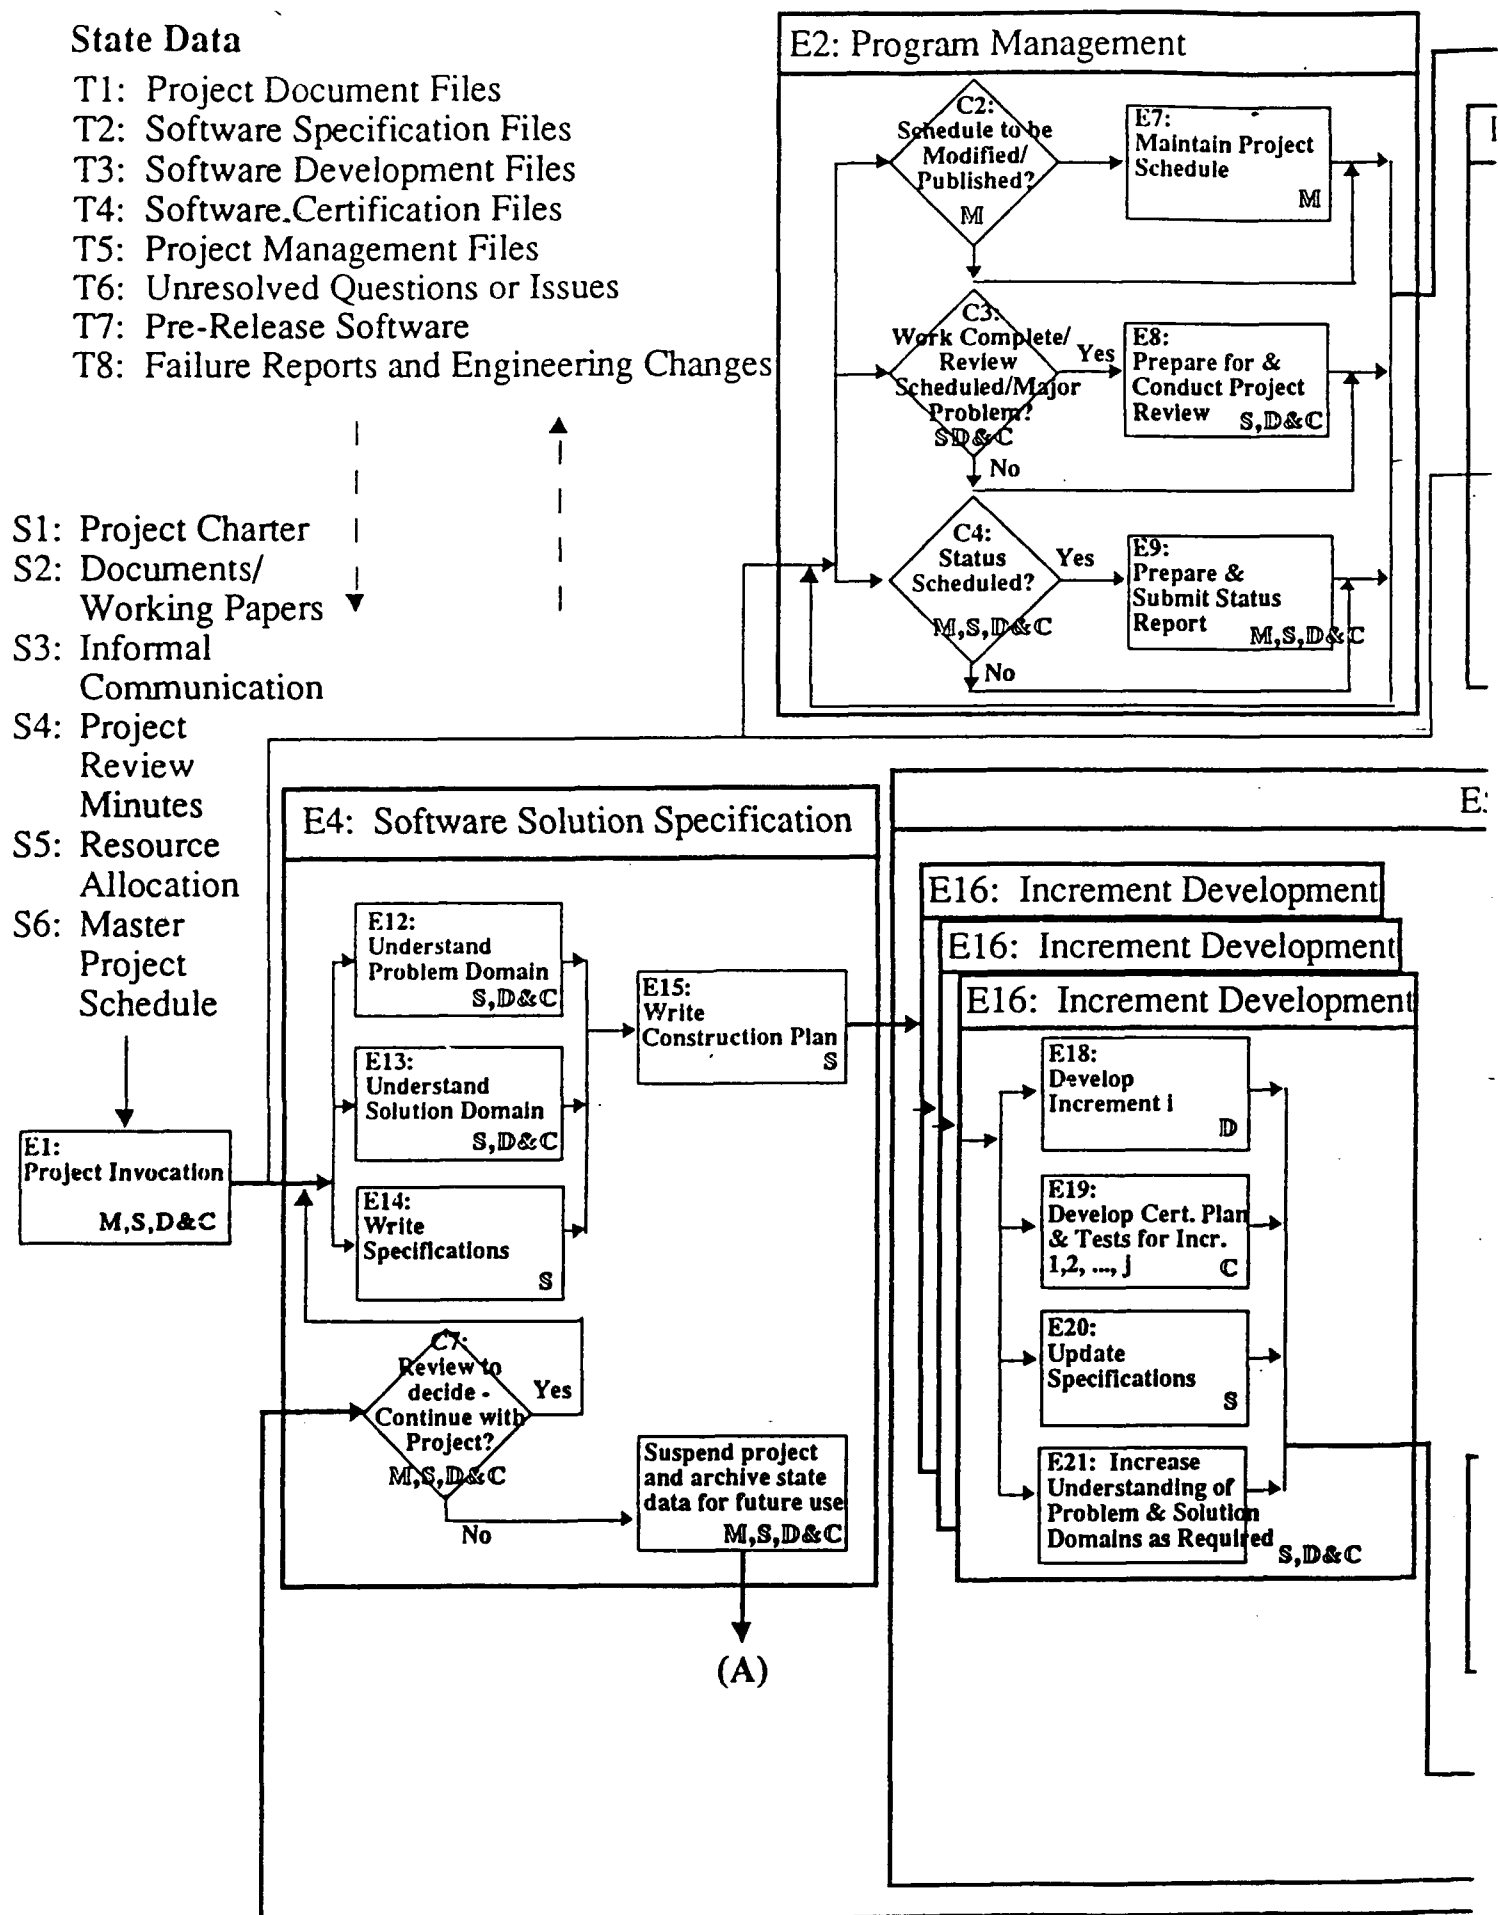 State Data
T1: Project Document Files
T2: Software Specification Files
T3: Software Development Files
T4: Software Certification Files
T5: Project Management Files
T6: Unresolved Questions or Issues
T7: Pre-Release Software
T8: Failure Reports and Engineering Changes
S1: Project Charter
S2: Documents/
Working Papers
S3: Informal
Communication
S4: Project
Review
Minutes
S5: Resource
Allocation
S6: Master
Project
Schedule
E1:
Project Invocation
M,S,D&C
E2: Program Management
C2:
Schedule to be
Modified/
Published?
M
E7:
Maintain Project
Schedule
M
C3:
Work Complete/
Review
Scheduled/Major
Problem?
SD&C
Yes
No
E8:
Prepare for &
Conduct Project
Review
S,D&C
C4:
Status
Scheduled?
M,S,D&C
Yes
No
E9:
Prepare &
Submit Status
Report
M,S,D&C
E4: Software Solution Specification
E12:
Understand
Problem Domain
S,D&C
E13:
Understand
Solution Domain
S,D&C
E14:
Write
Specifications
S
E15:
Write
Construction Plan
S
C7:
Review to
decide -
Continue with
Project?
M,S,D&C
Yes
No
Suspend project
and archive state
data for future use
M,S,D&C
(A)
E16: Increment Development
E16: Increment Development
E16: Increment Development
E18:
Develop
Increment i
D
E19:
Develop Cert. Plan
& Tests for Incr.
1,2, ..., j
C
E20:
Update
Specifications
S
E21: Increase
Understanding of
Problem & Solution
Domains as Required
S,D&C